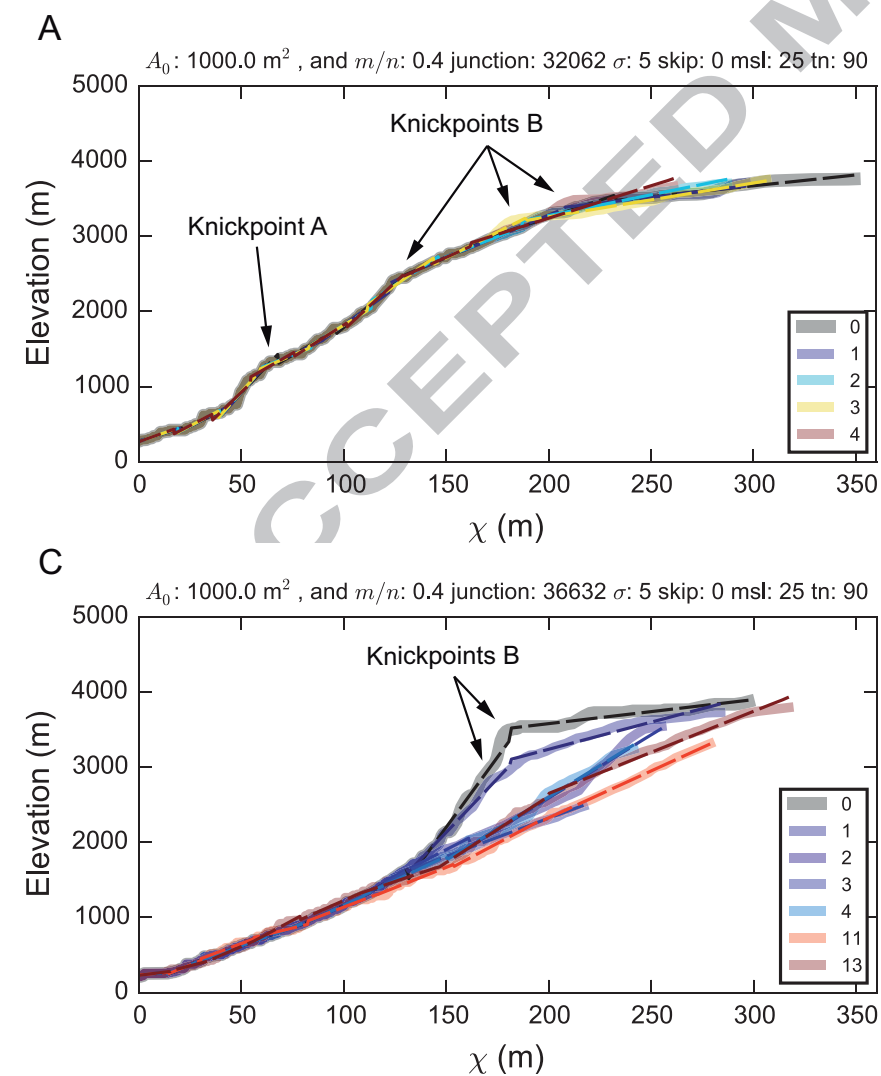 A
A₀: 1000.0 m² , and m/n: 0.4 junction: 32062 σ: 5 skip: 0 msl: 25 tn: 90
5000
4000
3000
2000
1000
0
Elevation (m)
Knickpoints B
Knickpoint A
0
1
2
3
4
0 50 100 150 200 250 300 350
χ (m)
CCEPTED M
C
A₀: 1000.0 m² , and m/n: 0.4 junction: 36632 σ: 5 skip: 0 msl: 25 tn: 90
5000
4000
3000
2000
1000
0
Elevation (m)
Knickpoints B
0
1
2
3
4
11
13
0 50 100 150 200 250 300 350
χ (m)